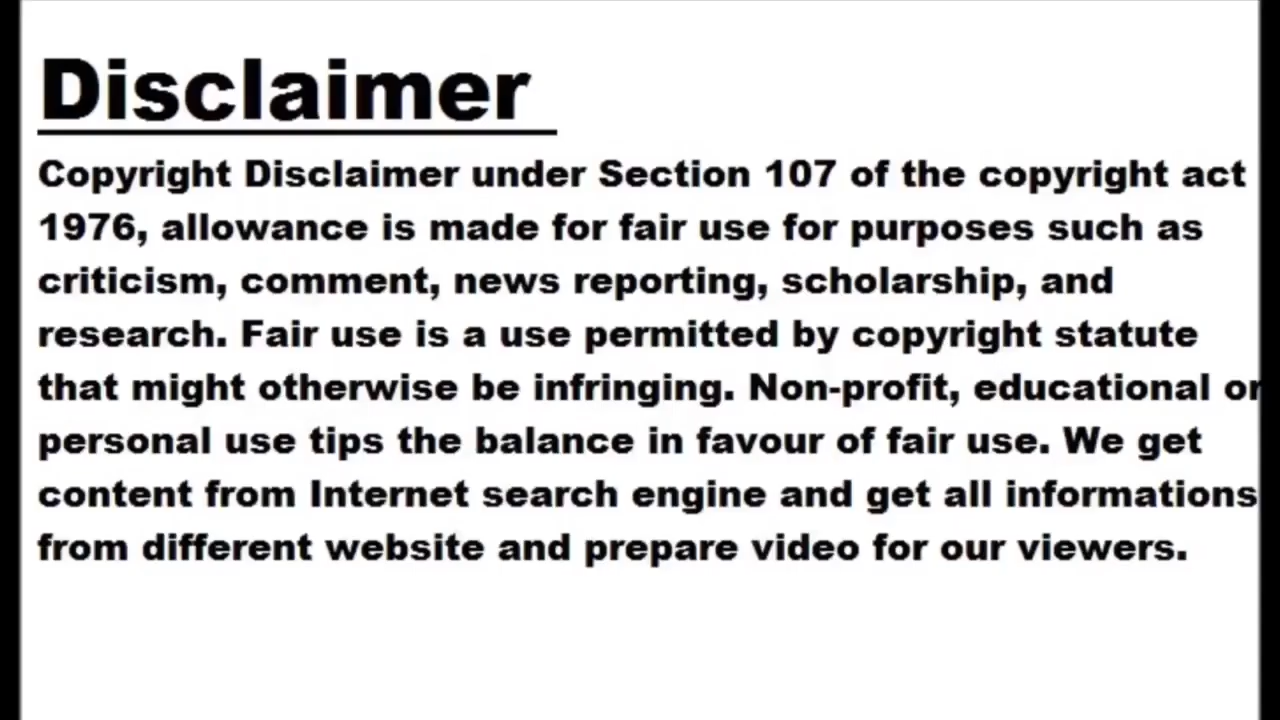 Disclaimer
Copyright Disclaimer under Section 107 of the copyright act
1976, allowance is made for fair use for purposes such as
criticism, comment, news reporting, scholarship, and
research. Fair use is a use permitted by copyright statute
that might otherwise be infringing. Non-profit, educational or
personal use tips the balance in favour of fair use. We get
content from Internet search engine and get all informations
from different website and prepare video for our viewers.